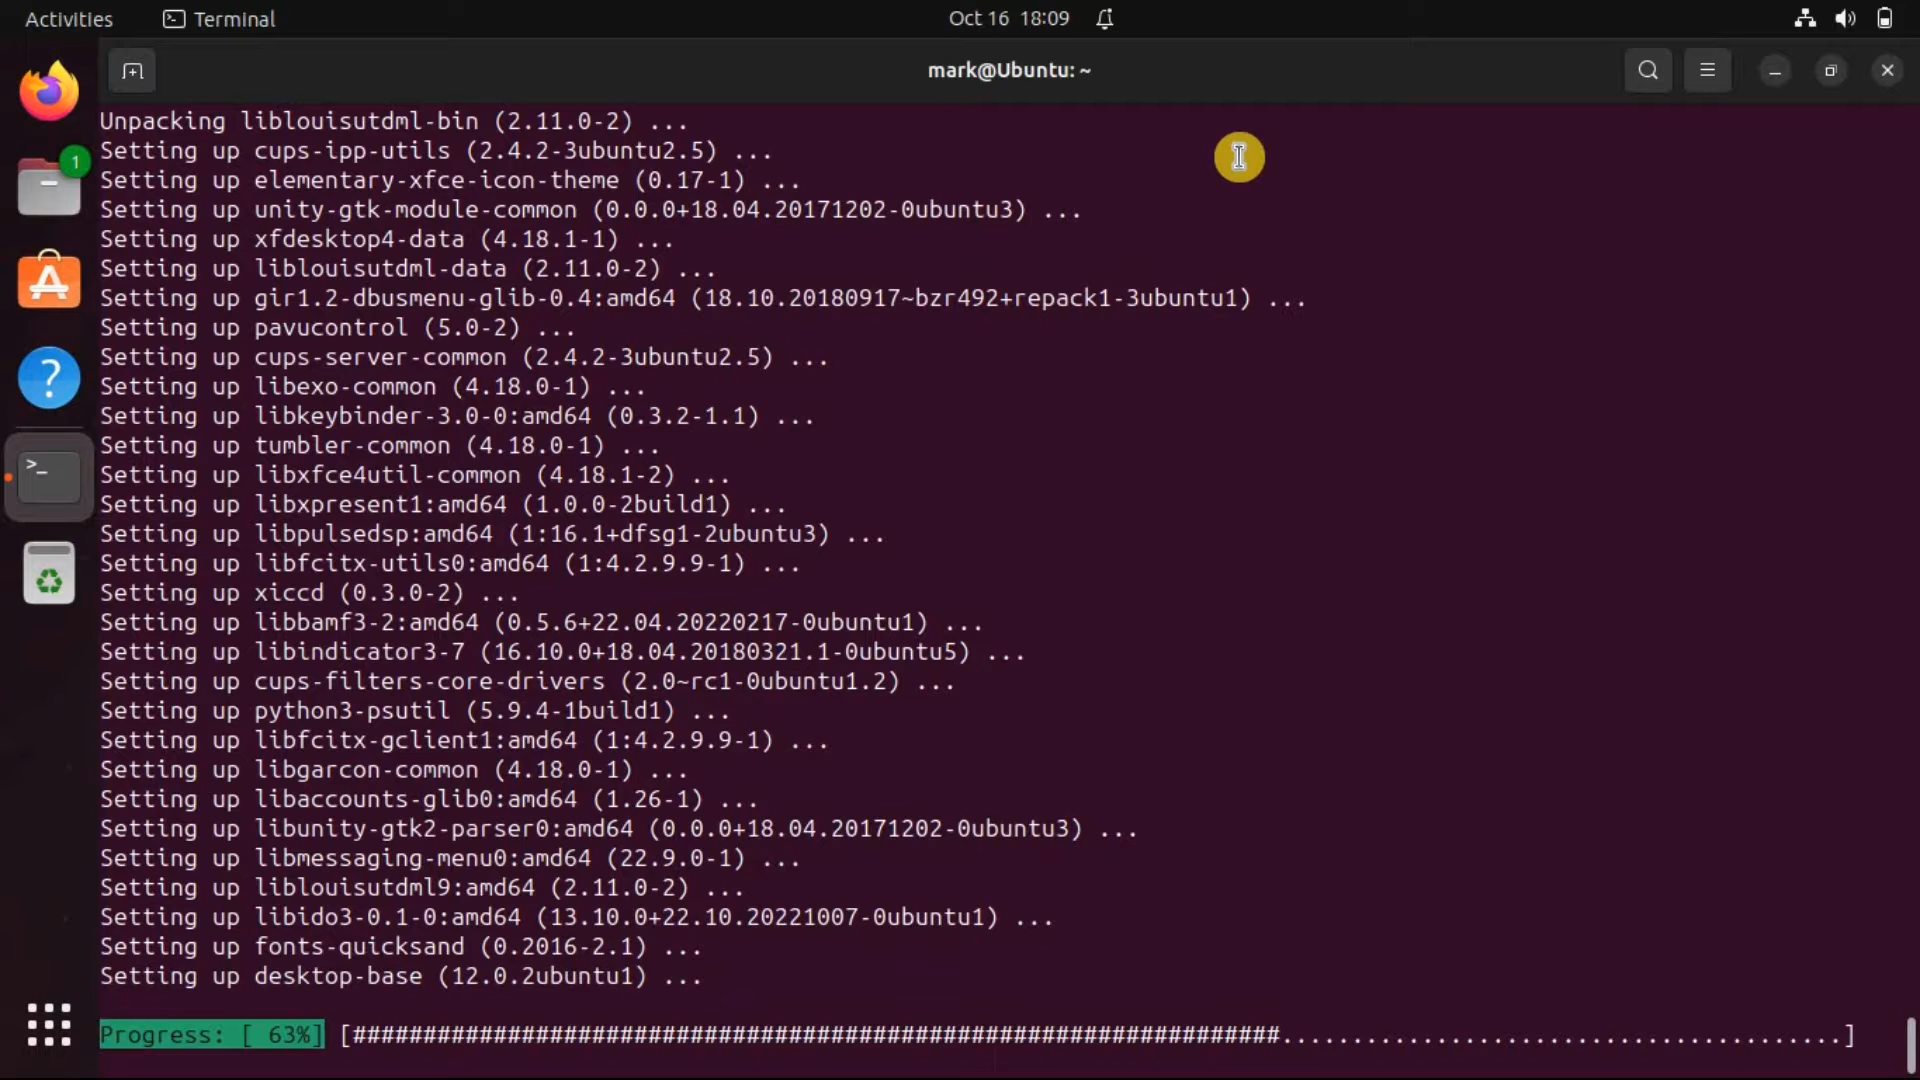 Activities Terminal Oct 16 18:09
mark@Ubuntu: ~
1
Unpacking liblouisutdml-bin (2.11.0-2) ...
Setting up cups-ipp-utils (2.4.2-3ubuntu2.5) ...
Setting up elementary-xfce-icon-theme (0.17-1) ...
Setting up unity-gtk-module-common (0.0.0+18.04.20171202-0ubuntu3) ...
Setting up xfdesktop4-data (4.18.1-1) ...
Setting up liblouisutdml-data (2.11.0-2) ...
Setting up gir1.2-dbusmenu-glib-0.4:amd64 (18.10.20180917~bzr492+repack1-3ubuntu1) ...
Setting up pavucontrol (5.0-2) ...
Setting up cups-server-common (2.4.2-3ubuntu2.5) ...
Setting up libexo-common (4.18.0-1) ...
Setting up libkeybinder-3.0-0:amd64 (0.3.2-1.1) ...
Setting up tumbler-common (4.18.0-1) ...
Setting up libxfce4util-common (4.18.1-2) ...
Setting up libxpresent1:amd64 (1.0.0-2build1) ...
Setting up libpulsedsp:amd64 (1:16.1+dfsg1-2ubuntu3) ...
Setting up libfcitx-utils0:amd64 (1:4.2.9.9-1) ...
Setting up xiccd (0.3.0-2) ...
Setting up libbamf3-2:amd64 (0.5.6+22.04.20220217-0ubuntu1) ...
Setting up libindicator3-7 (16.10.0+18.04.20180321.1-0ubuntu5) ...
Setting up cups-filters-core-drivers (2.0~rc1-0ubuntu1.2) ...
Setting up python3-psutil (5.9.4-1build1) ...
Setting up libfcitx-gclient1:amd64 (1:4.2.9.9-1) ...
Setting up libgarcon-common (4.18.0-1) ...
Setting up libaccounts-glib0:amd64 (1.26-1) ...
Setting up libunity-gtk2-parser0:amd64 (0.0.0+18.04.20171202-0ubuntu3) ...
Setting up libmessaging-menu0:amd64 (22.9.0-1) ...
Setting up liblouisutdml9:amd64 (2.11.0-2) ...
Setting up libido3-0.1-0:amd64 (13.10.0+22.10.20221007-0ubuntu1) ...
Setting up fonts-quicksand (0.2016-2.1) ...
Setting up desktop-base (12.0.2ubuntu1) ...
Progress: [ 63%] [##################################################################........................................]